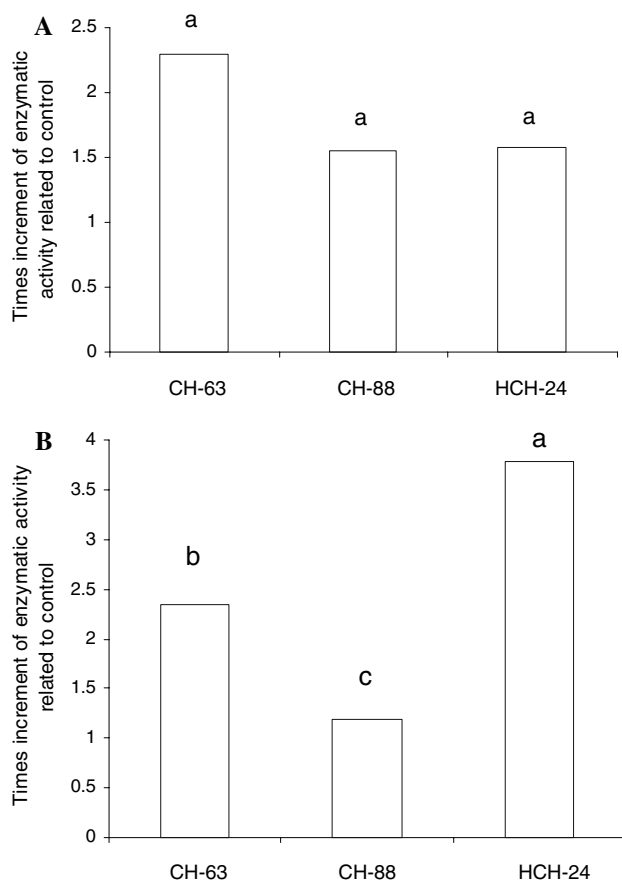 A
Times increment of enzymatic
activity related to control
2.5
2
1.5
1
0.5
0
a
a
a
CH-63
CH-88
HCH-24
B
Times increment of enzymatic activity
related to control
4
3.5
3
2.5
2
1.5
1
0.5
0
b
c
a
CH-63
CH-88
HCH-24